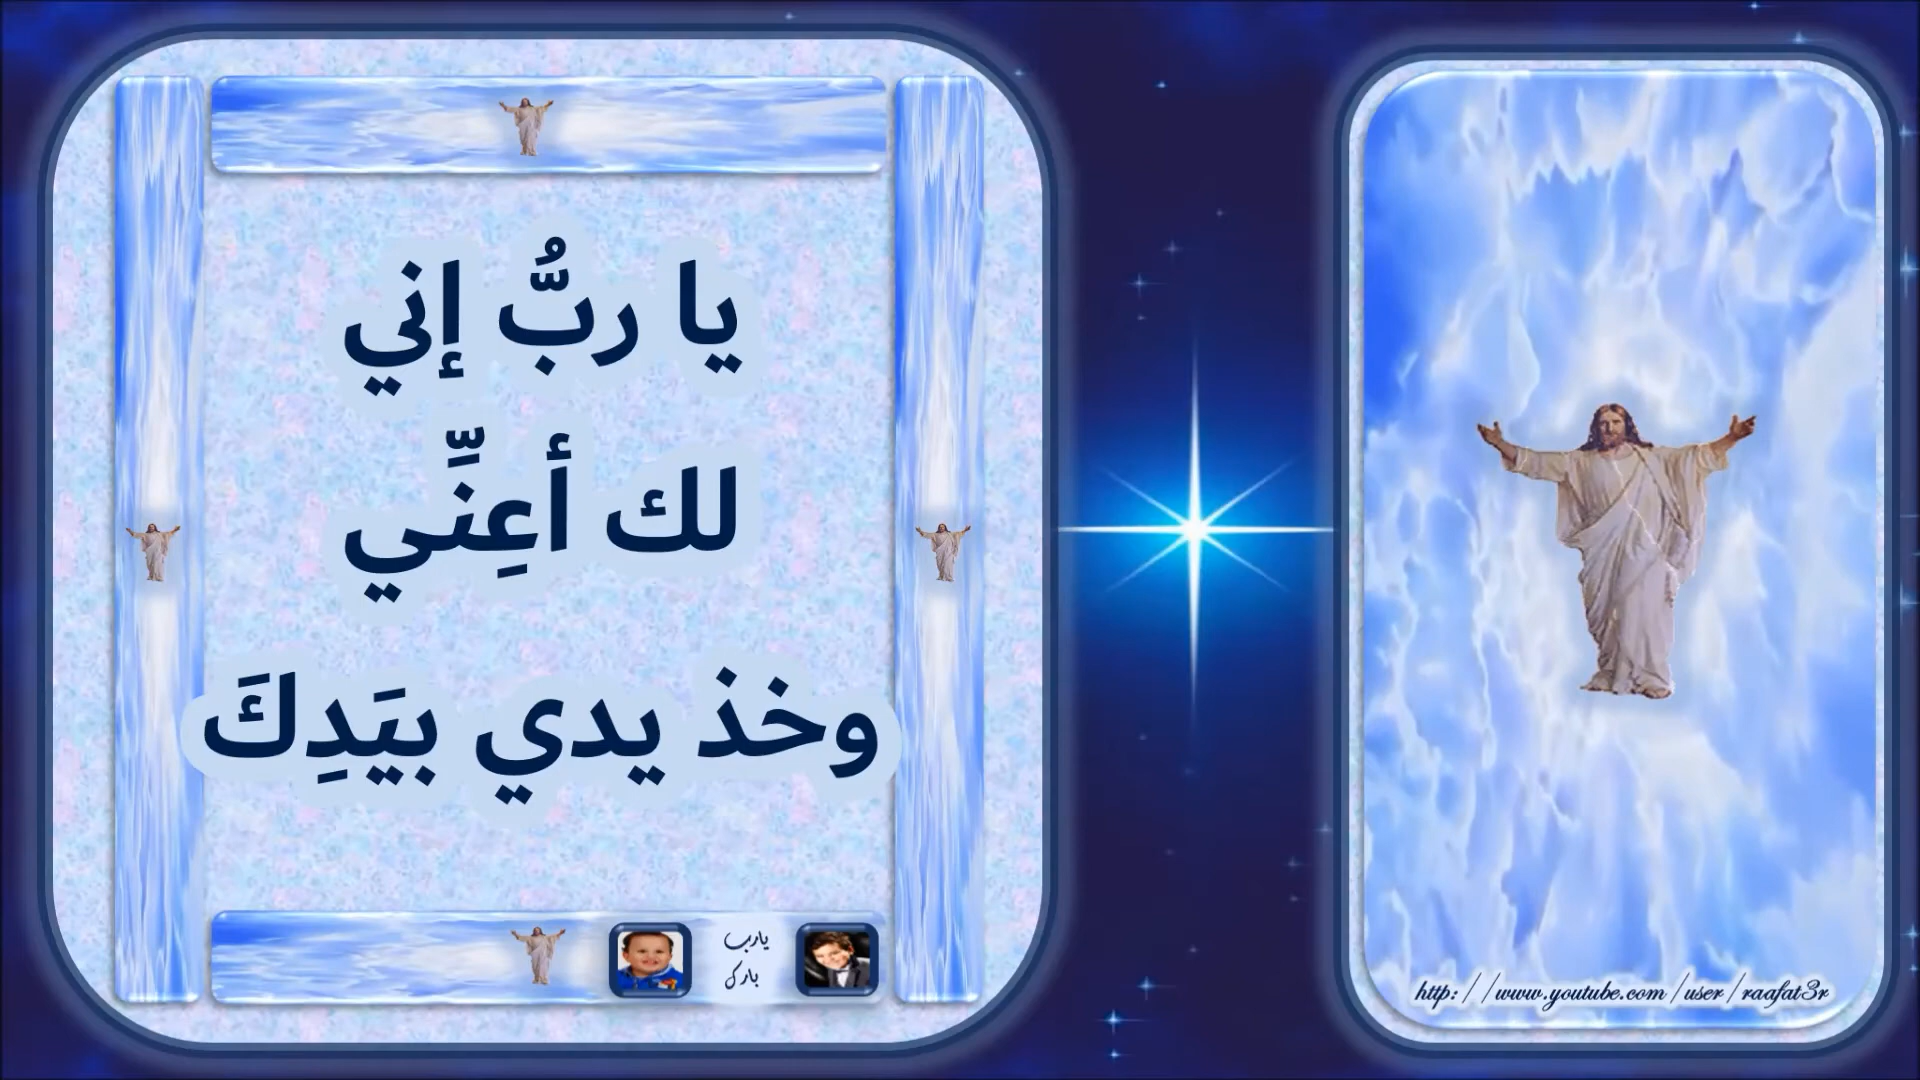 يا ربُّ إني
لك أعِنِّي
وخذ يدي بيَدِكَ
يارب
بارك
http://www.youtube.com/user/raafat3r